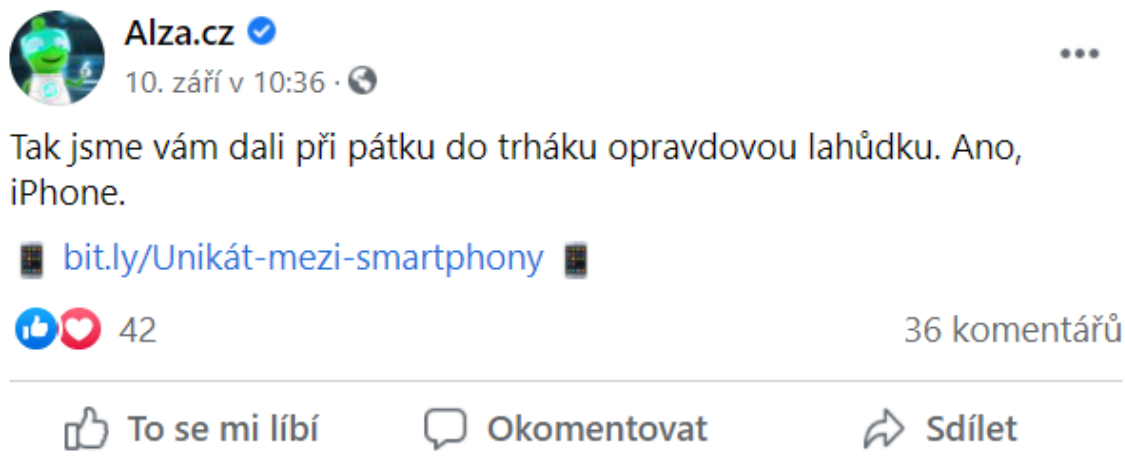 Alza.cz
10. září v 10:36 ·
Tak jsme vám dali při pátku do trháku opravdovou lahůdku. Ano,
iPhone.
bit.ly/Unikát-mezi-smartphony
42 36 komentářů
To se mi líbí Okomentovat Sdílet